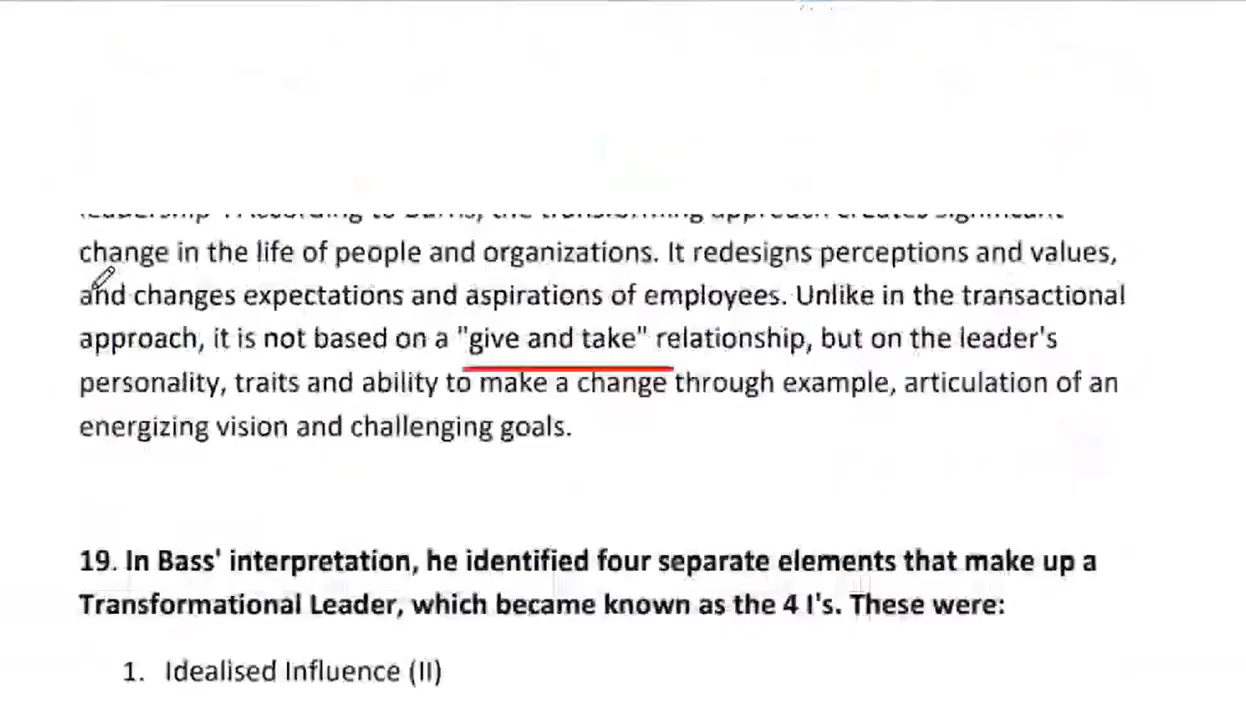 change in the life of people and organizations. It redesigns perceptions and values,
and changes expectations and aspirations of employees. Unlike in the transactional
approach, it is not based on a "give and take" relationship, but on the leader's
personality, traits and ability to make a change through example, articulation of an
energizing vision and challenging goals.
19. In Bass' interpretation, he identified four separate elements that make up a
Transformational Leader, which became known as the 4 I's. These were:
1. Idealised Influence (II)